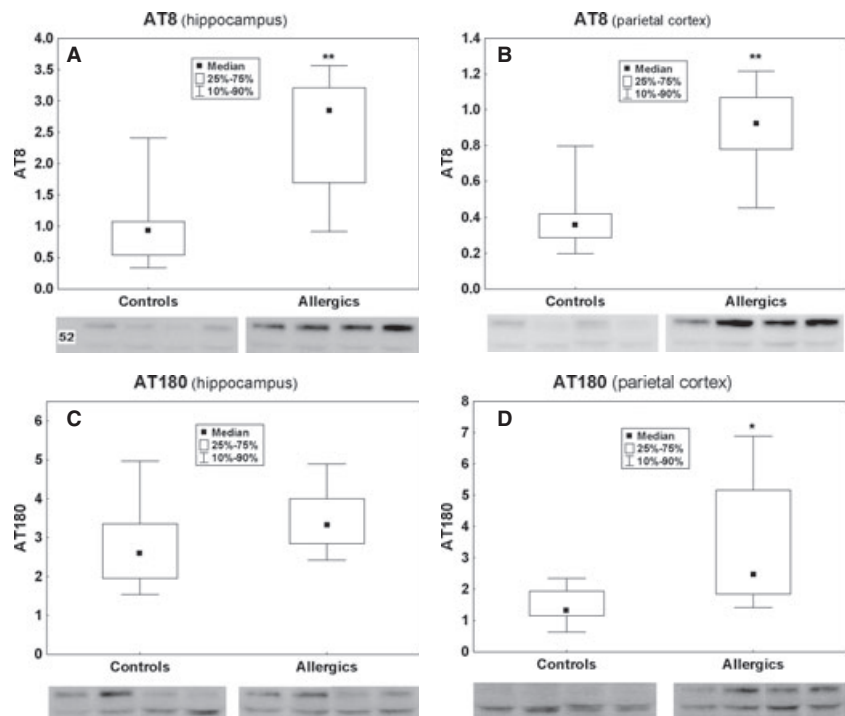 AT8 (hippocampus)
A
4.0
3.5
3.0
2.5
2.0
1.5
1.0
0.5
0.0
AT8
**
Median
25%-75%
10%-90%
Controls
Allergics
52
AT8 (parietal cortex)
B
1.4
1.2
1.0
0.8
0.6
0.4
0.2
0.0
AT8
**
Median
25%-75%
10%-90%
Controls
Allergics
AT180 (hippocampus)
C
6
5
4
3
2
1
0
AT180
Median
25%-75%
10%-90%
Controls
Allergics
AT180 (parietal cortex)
D
8
7
6
5
4
3
2
1
0
AT180
*
Median
25%-75%
10%-90%
Controls
Allergics